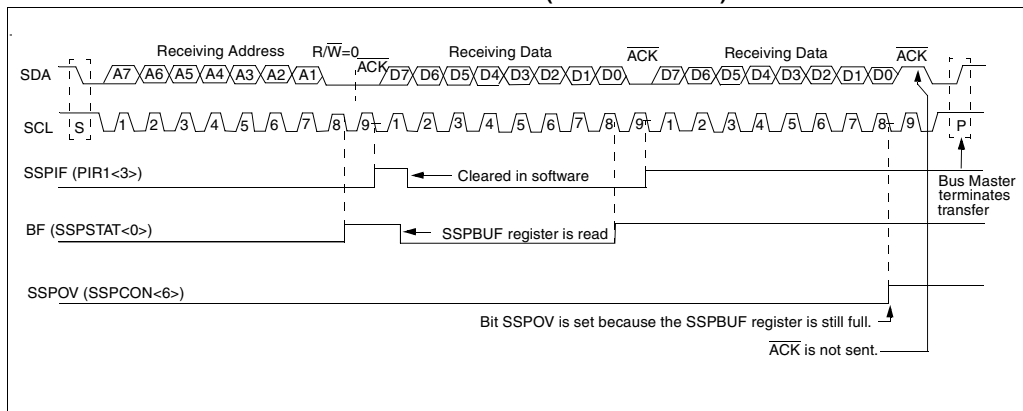 Receiving Address R/W=0 Receiving Data ACK Receiving Data ACK
ACK
SDA A7 A6 A5 A4 A3 A2 A1 D7 D6 D5 D4 D3 D2 D1 D0 D7 D6 D5 D4 D3 D2 D1 D0
SCL S 1 2 3 4 5 6 7 8 9 1 2 3 4 5 6 7 8 9 1 2 3 4 5 6 7 8 9 P
SSPIF (PIR1<3>)
Cleared in software
Bus Master
terminates
transfer
BF (SSPSTAT<0>)
SSPBUF register is read
SSPOV (SSPCON<6>)
Bit SSPOV is set because the SSPBUF register is still full.
ACK is not sent.